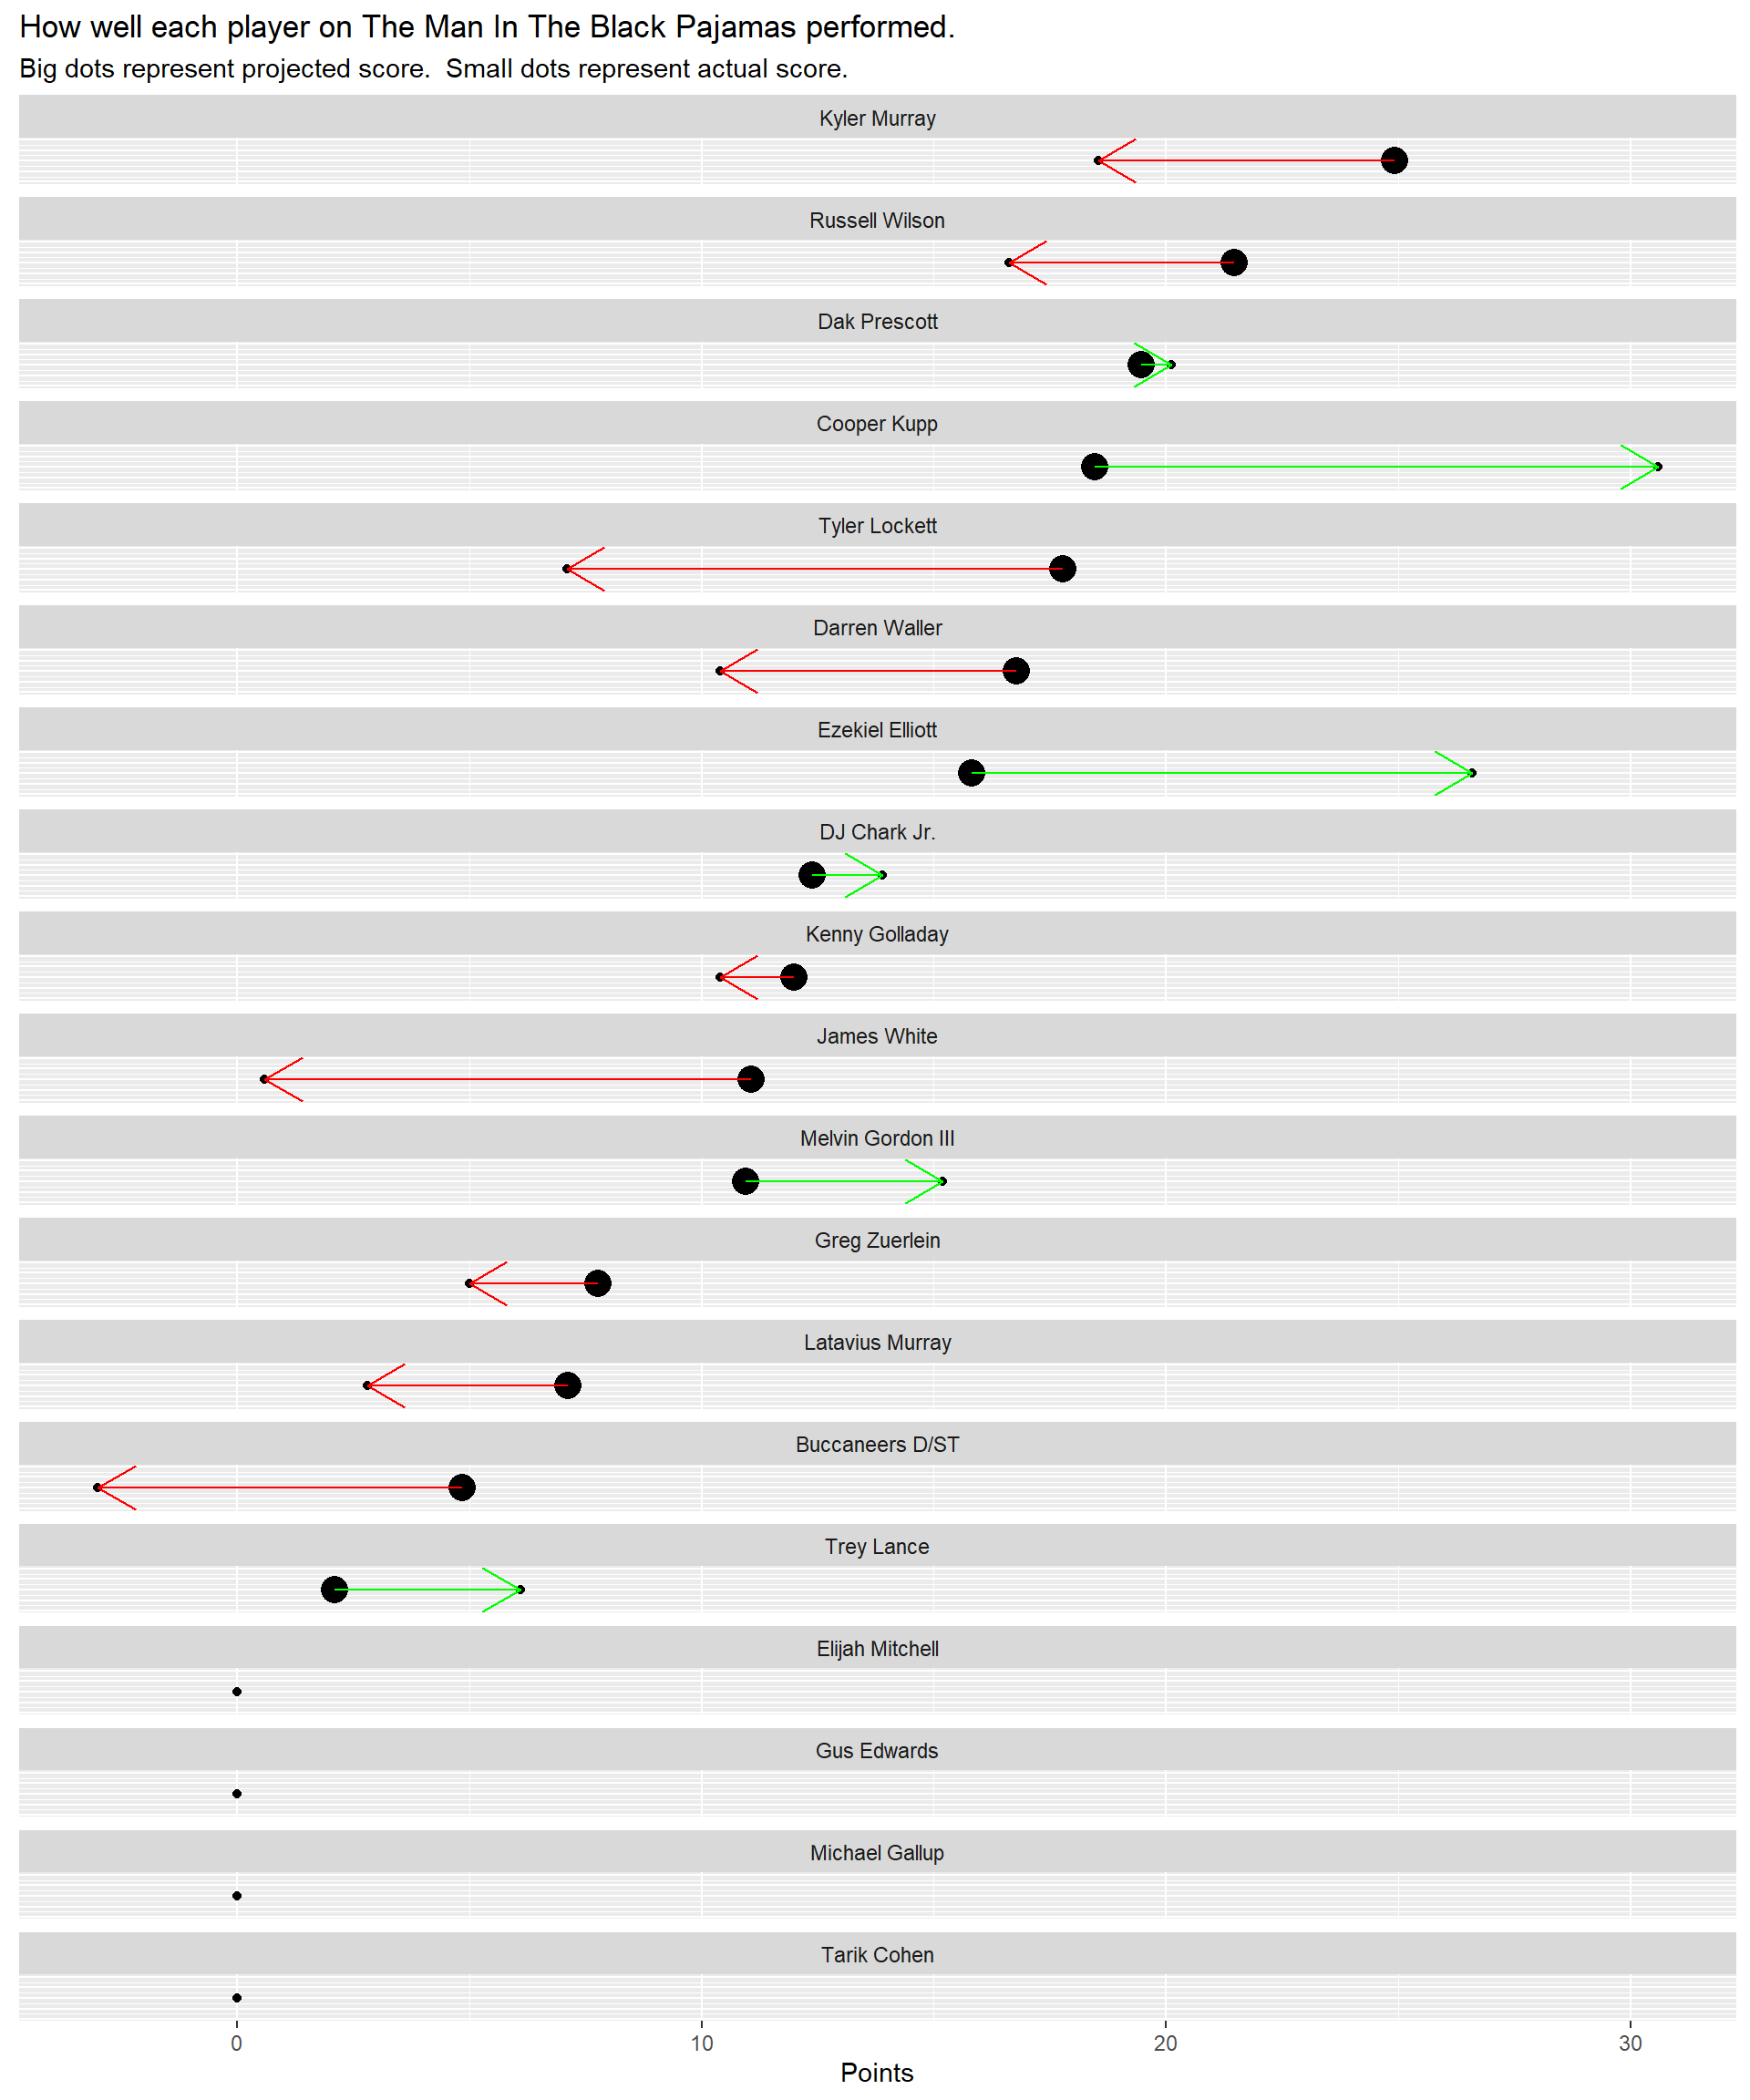 How well each player on The Man In The Black Pajamas performed.
Big dots represent projected score.  Small dots represent actual score.
Kyler Murray
Russell Wilson
Dak Prescott
Cooper Kupp
Tyler Lockett
Darren Waller
Ezekiel Elliott
DJ Chark Jr.
Kenny Golladay
James White
Melvin Gordon III
Greg Zuerlein
Latavius Murray
Buccaneers D/ST
Trey Lance
Elijah Mitchell
Gus Edwards
Michael Gallup
Tarik Cohen
0 10 20 30
Points